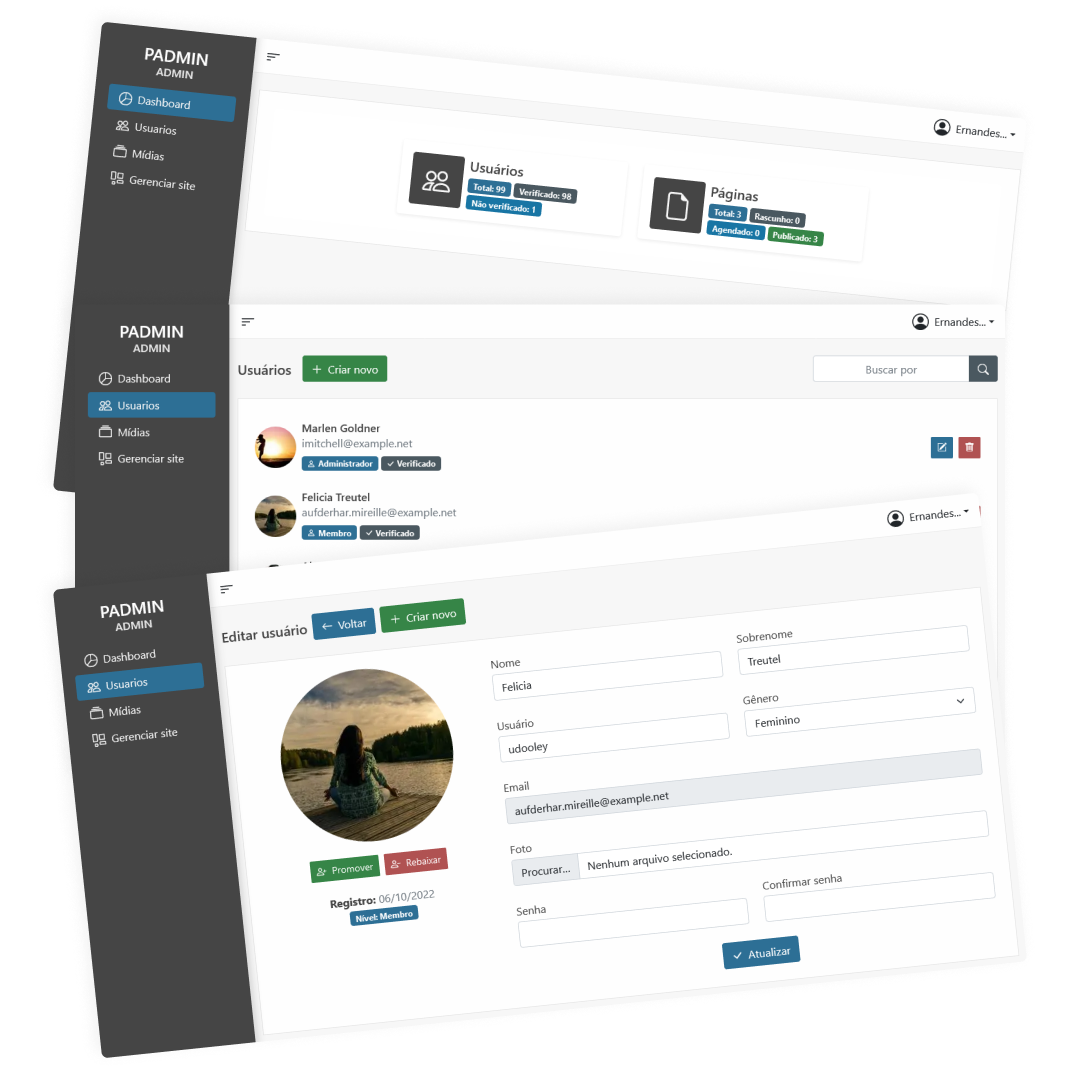 PADMIN
ADMIN
Dashboard
Usuarios
Mídias
Gerenciar site
Ernandes...
Usuários
Total: 99 Verificado: 98
Não verificado: 1
Páginas
Total: 3 Rascunho: 0
Agendado: 0 Publicado: 3
PADMIN
ADMIN
Dashboard
Usuarios
Mídias
Gerenciar site
Ernandes...
Usuários
Criar novo
Buscar por
Marlen Goldner
imitchell@example.net
Administrador Verificado
Felicia Treutel
aufderhar.mireille@example.net
Membro Verificado
PADMIN
ADMIN
Dashboard
Usuarios
Mídias
Gerenciar site
Ernandes...
Editar usuário
Voltar
Criar novo
Promover
Rebaixar
Registro: 06/10/2022
Nível: Membro
Nome
Felicia
Sobrenome
Treutel
Usuário
udooley
Gênero
Feminino
Email
aufderhar.mireille@example.net
Foto
Procurar... Nenhum arquivo selecionado.
Senha
Confirmar senha
Atualizar